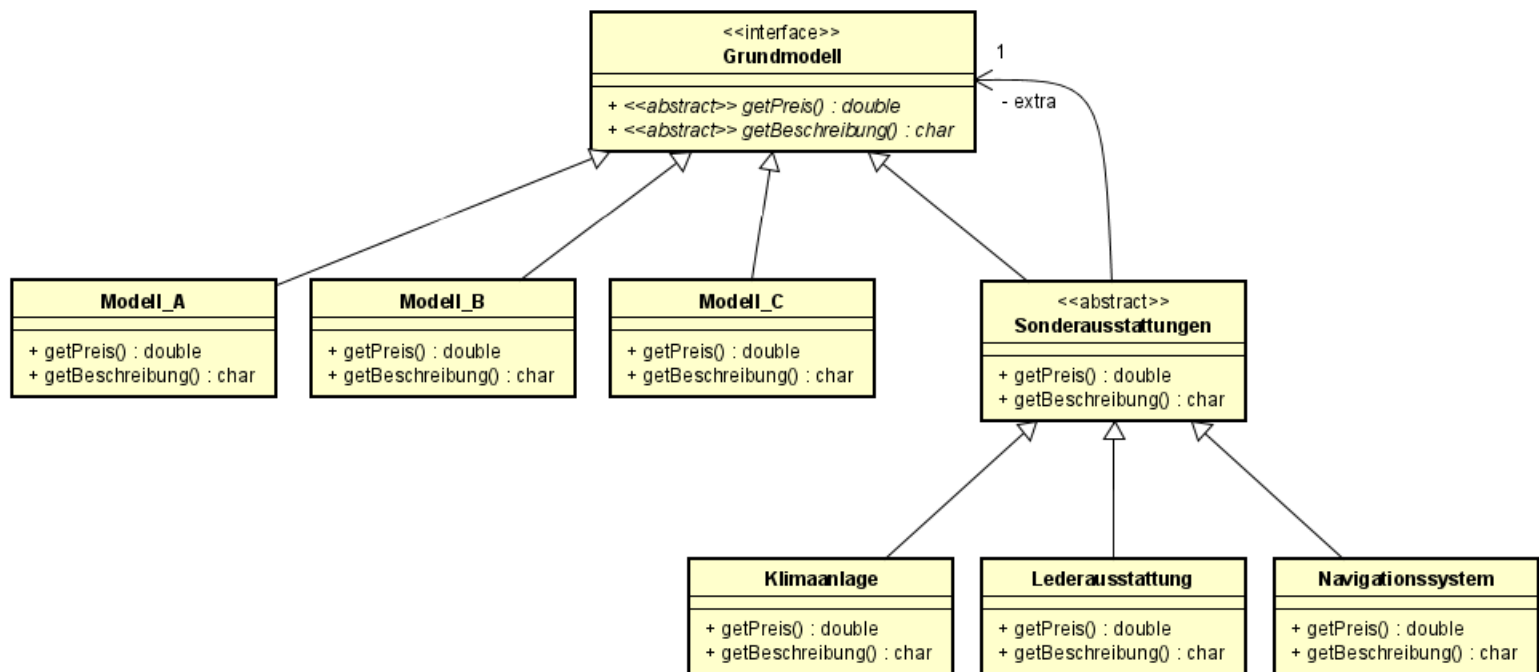 <<interface>>
Grundmodell
+ <<abstract>> getPreis() : double
+ <<abstract>> getBeschreibung() : char
1
- extra
Modell_A
+ getPreis() : double
+ getBeschreibung() : char
Modell_B
+ getPreis() : double
+ getBeschreibung() : char
Modell_C
+ getPreis() : double
+ getBeschreibung() : char
<<abstract>>
Sonderausstattungen
+ getPreis() : double
+ getBeschreibung() : char
Klimaanlage
+ getPreis() : double
+ getBeschreibung() : char
Lederausstattung
+ getPreis() : double
+ getBeschreibung() : char
Navigationssystem
+ getPreis() : double
+ getBeschreibung() : char